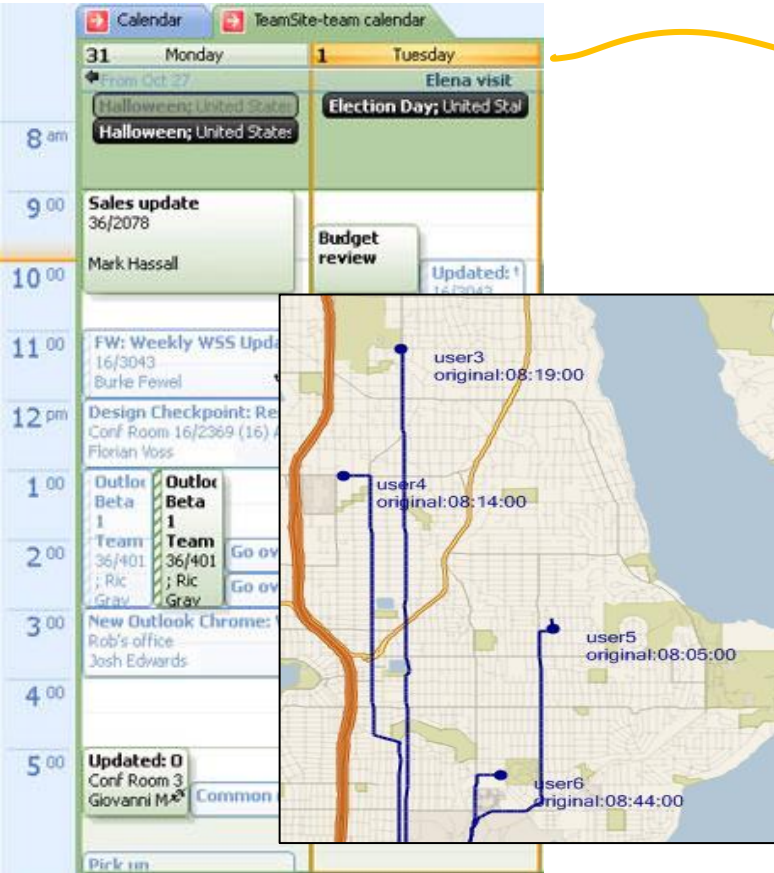 Calendar
TeamSite-team calendar
31 Monday
1 Tuesday
From Oct 27
Elena visit
Halloween; United States
Election Day; United Sta
Halloween; United States
8 am
9 00
Sales update
36/2078
Mark Hassall
Budget
review
10 00
Updated:
16/3043
11 00
FW: Weekly WSS Upda
16/3043
Burke Fewel
12 pm
Design Checkpoint: Re
Conf Room 16/2369 (16)
Florian Voss
1 00
Outloo
Beta
1
Team
36/401
; Ric
Gray
Outloo
Beta
1
Team
36/401
; Ric
Gray
2 00
Go ov
Go ov
3 00
New Outlook Chrome:
Rob's office
Josh Edwards
4 00
5 00
Updated: O
Conf Room 3
Giovanni M
Common
Pick up
user3
original:08:19:00
user4
original:08:14:00
user5
original:08:05:00
user6
original:08:44:00